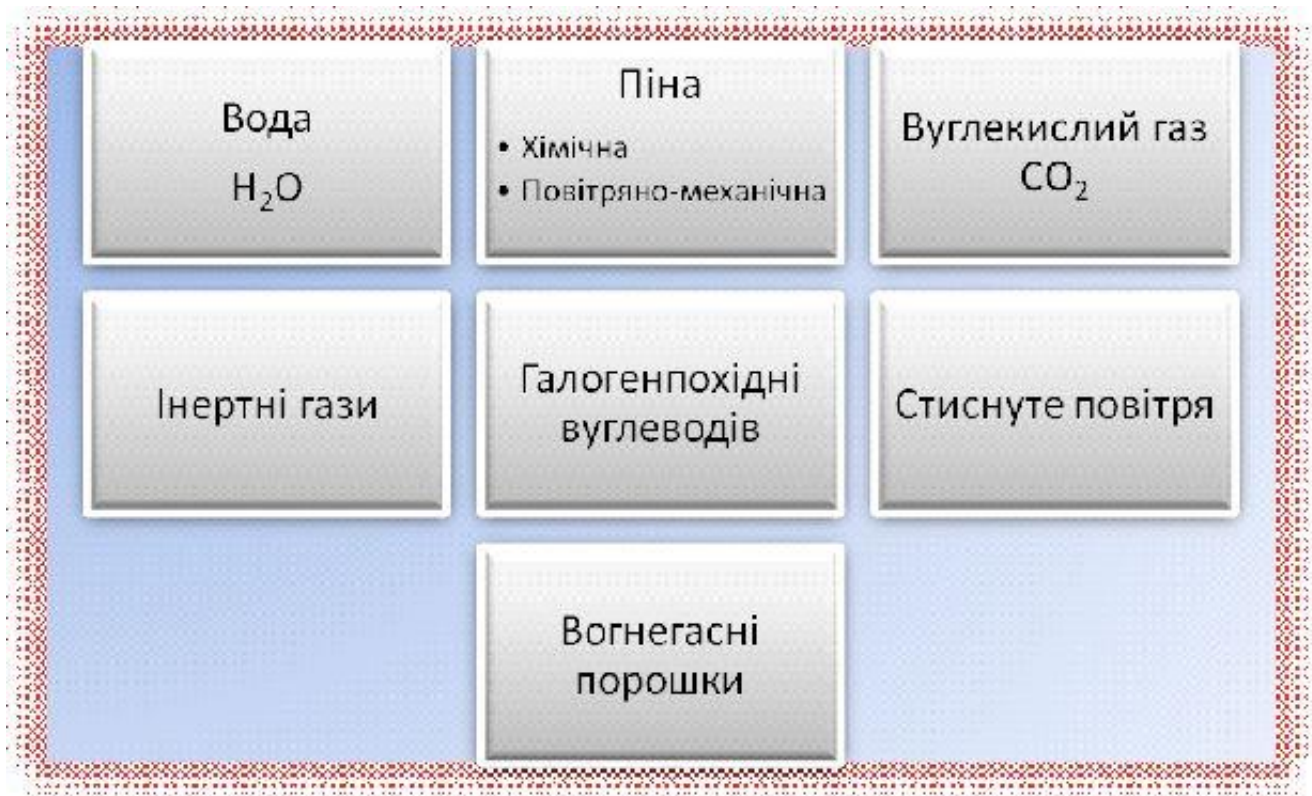 Вода
H₂O
Піна
• Хімічна
• Повітряно-механічна
Вуглекислий газ
CO₂
Інертні гази
Галогенпохідні
вуглеводів
Стиснуте повітря
Вогнегасні
порошки